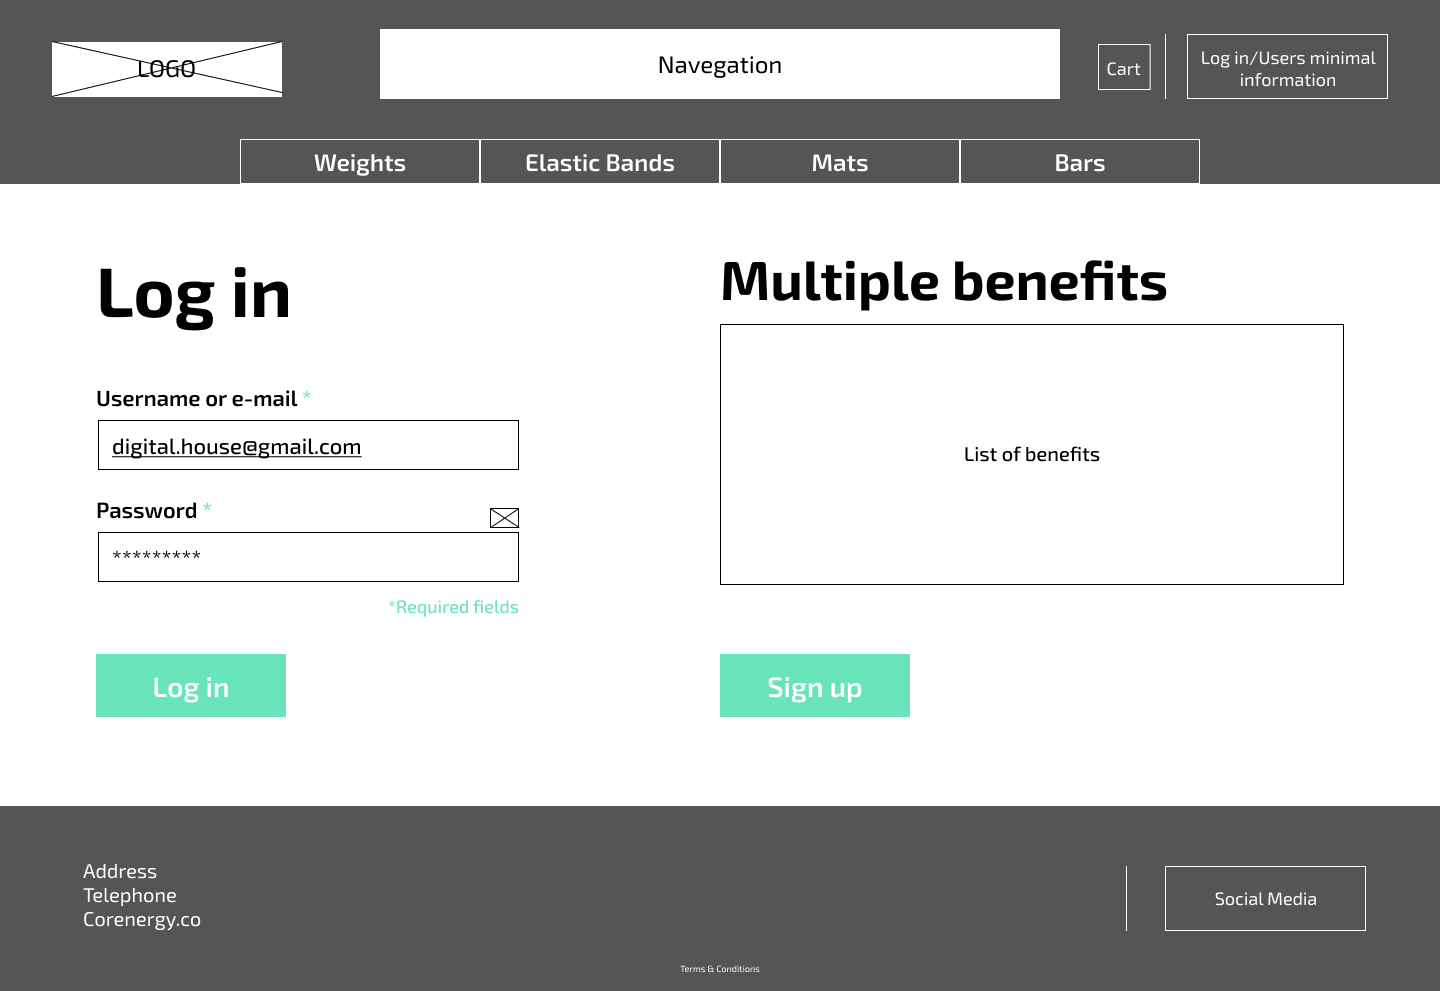 LOGO
Navegation
Cart
Log in/Users minimal
information
Weights
Elastic Bands
Mats
Bars
Log in
Username or e-mail *
digital.house@gmail.com
Password *
*********
*Required fields
Log in
Multiple benefits
List of benefits
Sign up
Address
Telephone
Corenergy.co
Social Media
Terms & Conditions